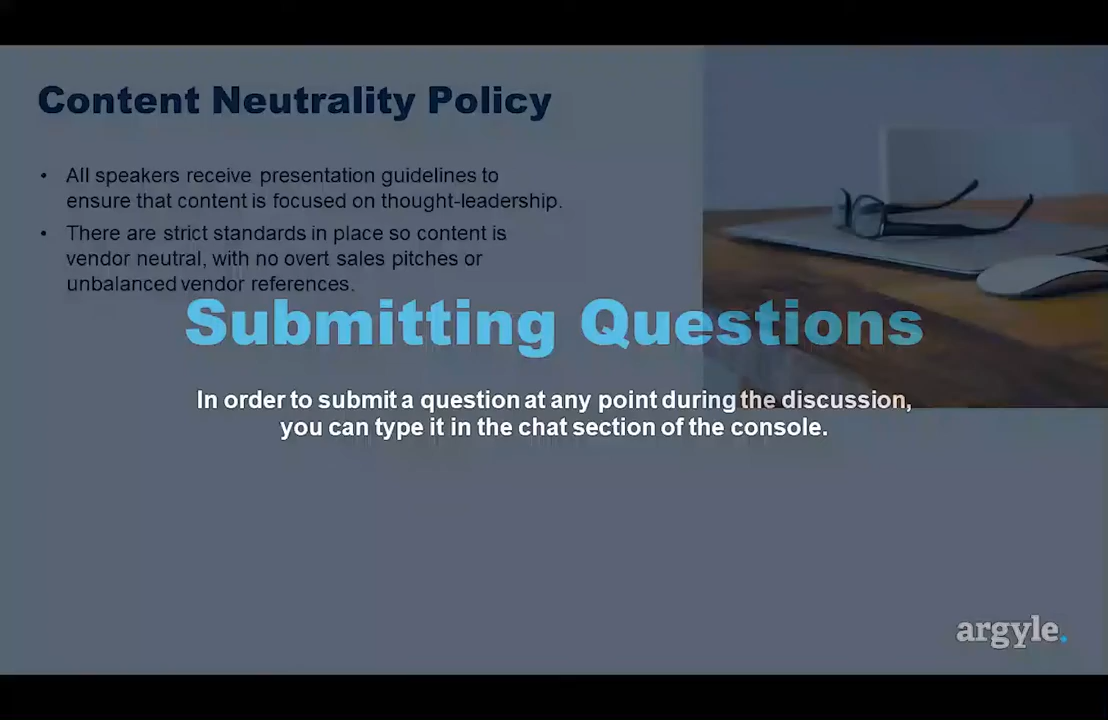 Content Neutrality Policy
• All speakers receive presentation guidelines to
ensure that content is focused on thought-leadership.
• There are strict standards in place so content is
vendor neutral, with no overt sales pitches or
unbalanced vendor references.
Submitting Questions
In order to submit a question at any point during the discussion,
you can type it in the chat section of the console.
argyle.